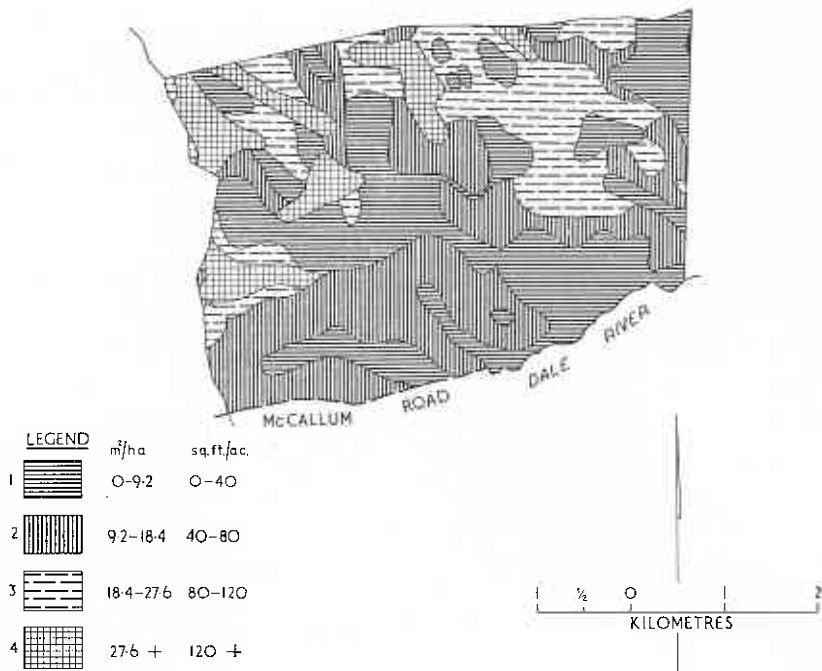 McCALLUM ROAD DALE RIVER
LEGEND
m²/ha sq.ft./ac.
1 0-9.2 0-40
2 9.2-18.4 40-80
3 18.4-27.6 80-120
4 27.6 + 120 +
1 ½ 0 1 2
KILOMETRES